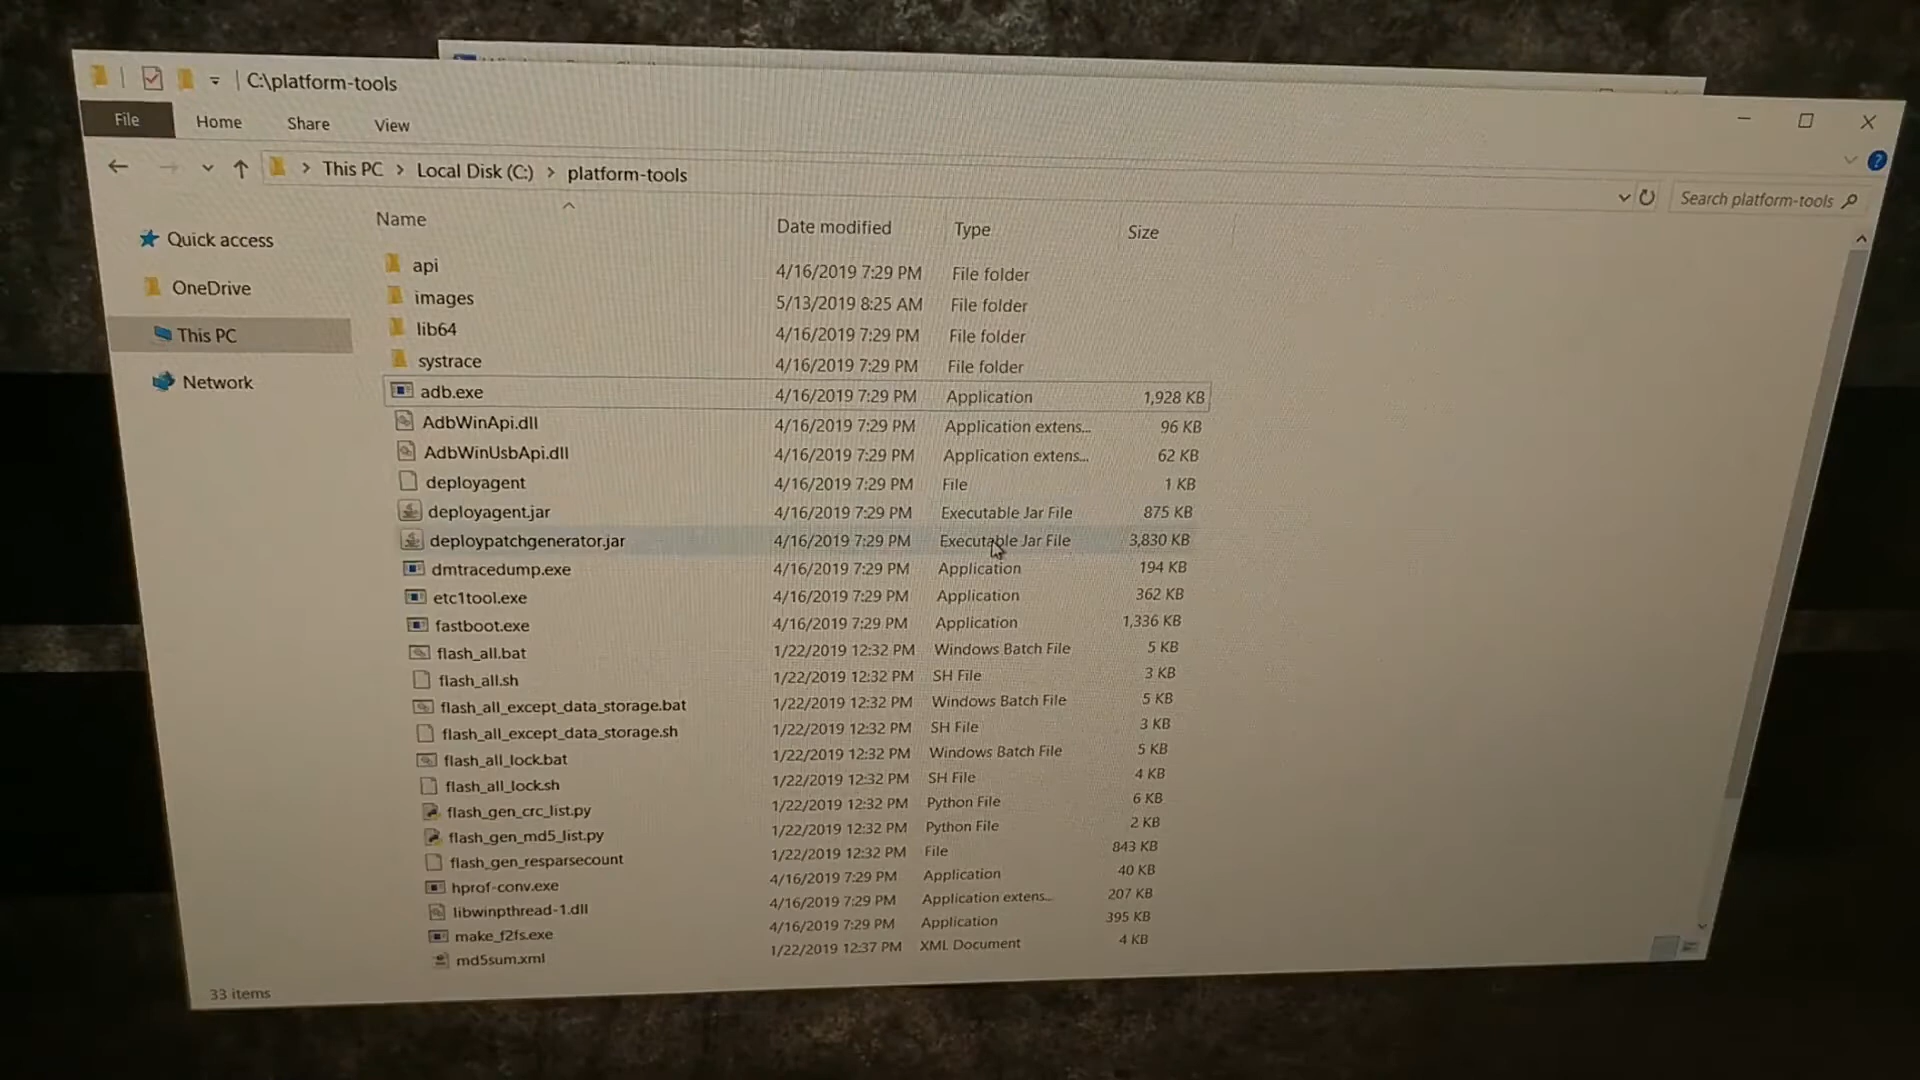 C:\platform-tools
File Home Share View
This PC Local Disk (C:) platform-tools
Search platform-tools
Quick access
OneDrive
This PC
Network
Name Date modified Type Size
api 4/16/2019 7:29 PM File folder
images 5/13/2019 8:25 AM File folder
lib64 4/16/2019 7:29 PM File folder
systrace 4/16/2019 7:29 PM File folder
adb.exe 4/16/2019 7:29 PM Application 1,928 KB
AdbWinApi.dll 4/16/2019 7:29 PM Application extens... 96 KB
AdbWinUsbApi.dll 4/16/2019 7:29 PM Application extens... 62 KB
deployagent 4/16/2019 7:29 PM File 1 KB
deployagent.jar 4/16/2019 7:29 PM Executable Jar File 875 KB
deploypatchgenerator.jar 4/16/2019 7:29 PM Executable Jar File 3,830 KB
dmtracedump.exe 4/16/2019 7:29 PM Application 194 KB
etc1tool.exe 4/16/2019 7:29 PM Application 362 KB
fastboot.exe 4/16/2019 7:29 PM Application 1,336 KB
flash_all.bat 1/22/2019 12:32 PM Windows Batch File 5 KB
flash_all.sh 1/22/2019 12:32 PM SH File 3 KB
flash_all_except_data_storage.bat 1/22/2019 12:32 PM Windows Batch File 5 KB
flash_all_except_data_storage.sh 1/22/2019 12:32 PM SH File 3 KB
flash_all_lock.bat 1/22/2019 12:32 PM Windows Batch File 5 KB
flash_all_lock.sh 1/22/2019 12:32 PM SH File 4 KB
flash_gen_crc_list.py 1/22/2019 12:32 PM Python File 6 KB
flash_gen_md5_list.py 1/22/2019 12:32 PM Python File 2 KB
flash_gen_resparsecount 1/22/2019 12:32 PM File 843 KB
hprof-conv.exe 4/16/2019 7:29 PM Application 40 KB
libwinpthread-1.dll 4/16/2019 7:29 PM Application extens... 207 KB
make_f2fs.exe 4/16/2019 7:29 PM Application 395 KB
md5sum.xml 1/22/2019 12:37 PM XML Document 4 KB
33 items